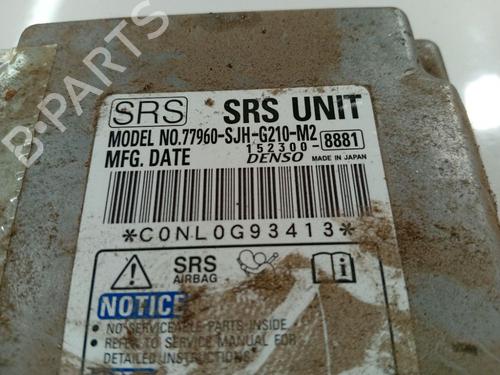 B-PARTS
SRS SRS UNIT
MODEL NO.77960-SJH-G210-M2
MFG. DATE 152300-8881
DENSO MADE IN JAPAN
*C0NL0G93413*
SRS
AIRBAG
NOTICE
• NO SERVICEABLE PARTS INSIDE
• REFER TO SERVICE MANUAL FOR
DETAILED INSTRUCTIONS.